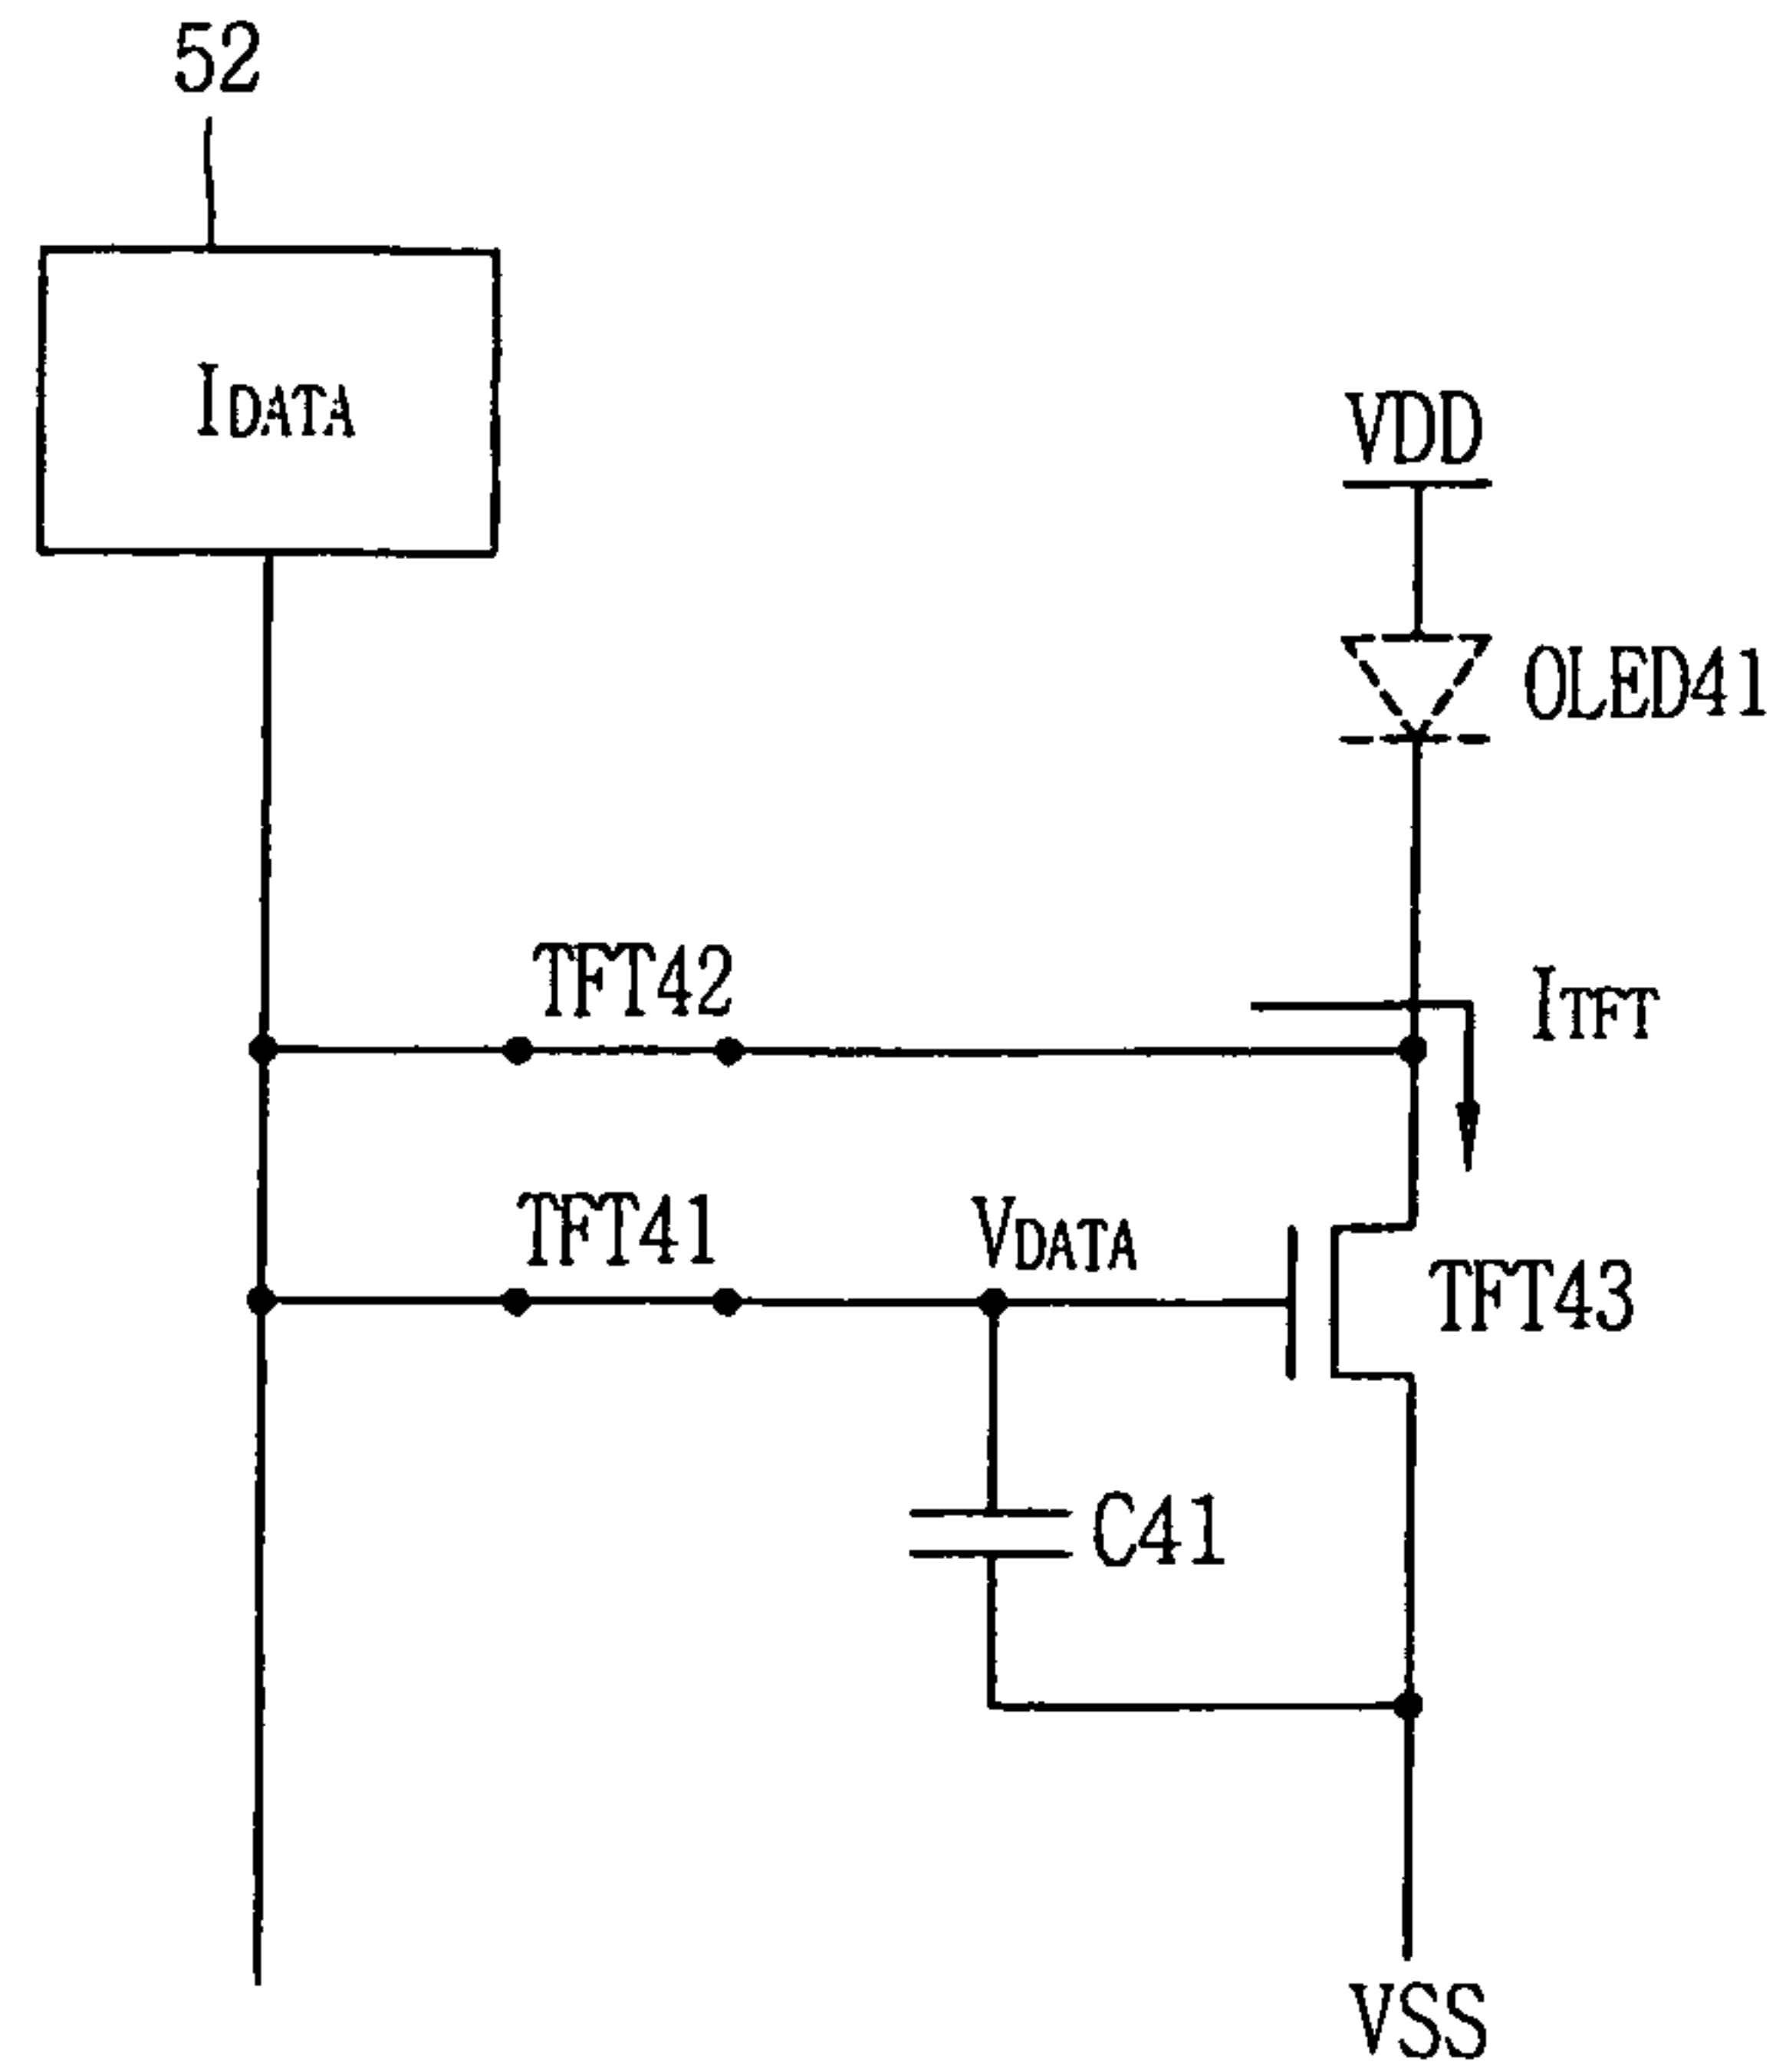 52
IDATA
VDD
OLED41
TFT42
ITFT
TFT41
VDATA
TFT43
C41
VSS